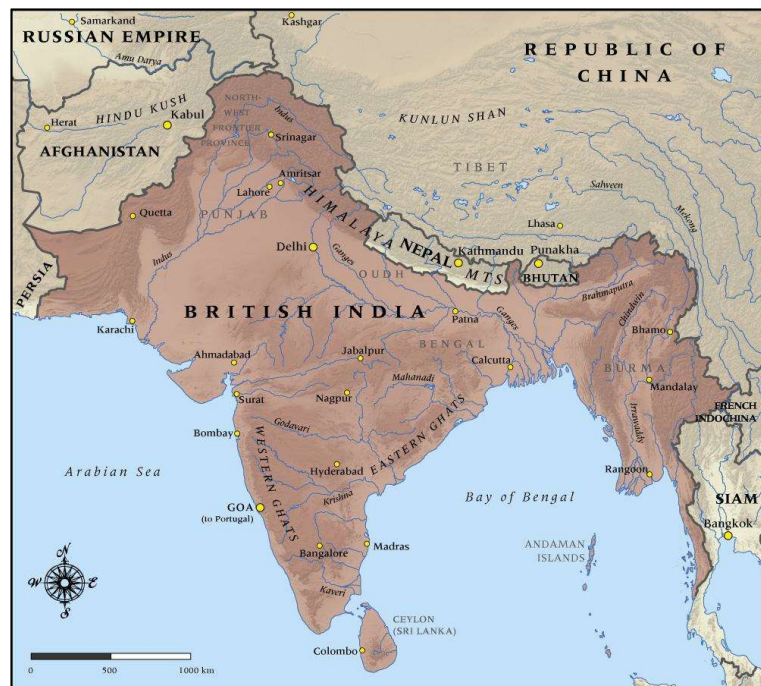 Samarkand
Kashgar
RUSSIAN EMPIRE
REPUBLIC OF
CHINA
Amu Darya
HINDU KUSH
NORTH-
WEST
FRONTIER
PROVINCE
Indus
KUNLUN SHAN
Herat
Kabul
Srinagar
AFGHANISTAN
TIBET
Amritsar
Lahore
Salween
Mekong
HIMALAYA
MTS
Quetta
PUNJAB
Lhasa
Delhi
NEPAL
Kathmandu
Punakha
Indus
Ganges
OUDH
BHUTAN
PERSIA
Brahmaputra
Chindwin
BRITISH INDIA
Patna
Ganges
Karachi
Bhamo
BENGAL
Ahmadabad
Jabalpur
Calcutta
BURMA
Mandalay
Mahanadi
Surat
Nagpur
FRENCH
INDOCHINA
Irrawaddy
Godavari
Bombay
WESTERN GHATS
EASTERN GHATS
Arabian Sea
Hyderabad
Rangoon
Krishna
Bay of Bengal
SIAM
GOA
(to Portugal)
Bangkok
Bangalore
Madras
ANDAMAN
ISLANDS
N
W
E
S
Kaveri
CEYLON
(SRI LANKA)
Colombo
0
500
1000 km